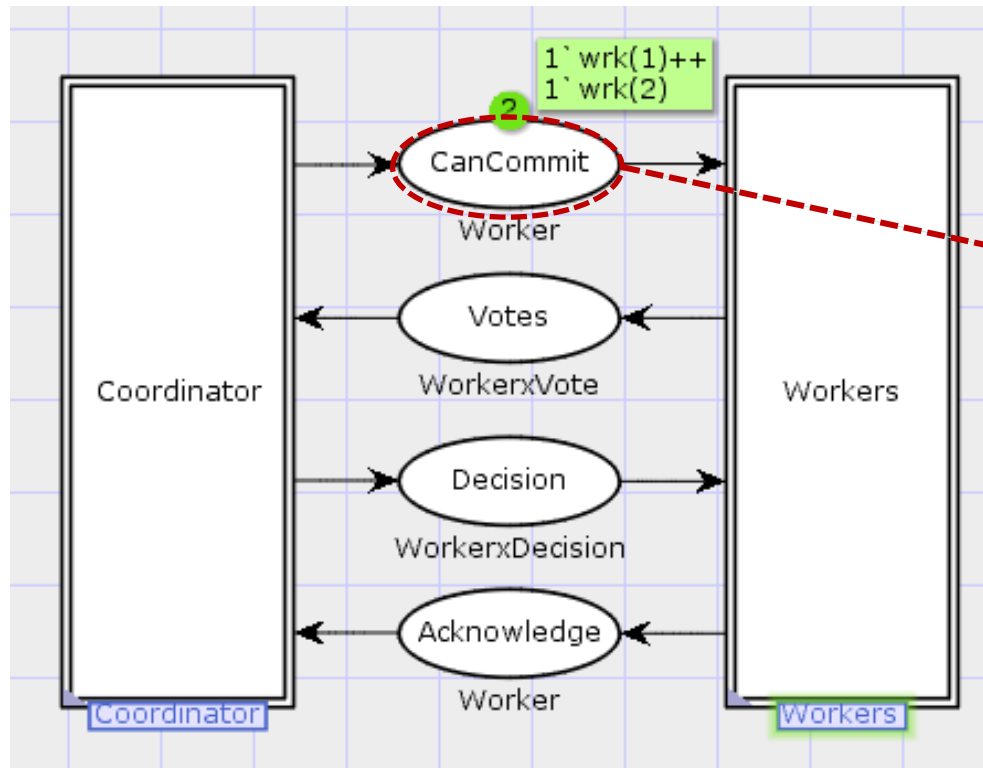 1`wrk(1)++
1`wrk(2)
2
CanCommit
Worker
Votes
WorkerxVote
Coordinator
Workers
Decision
WorkerxDecision
Acknowledge
Worker
Coordinator
Workers